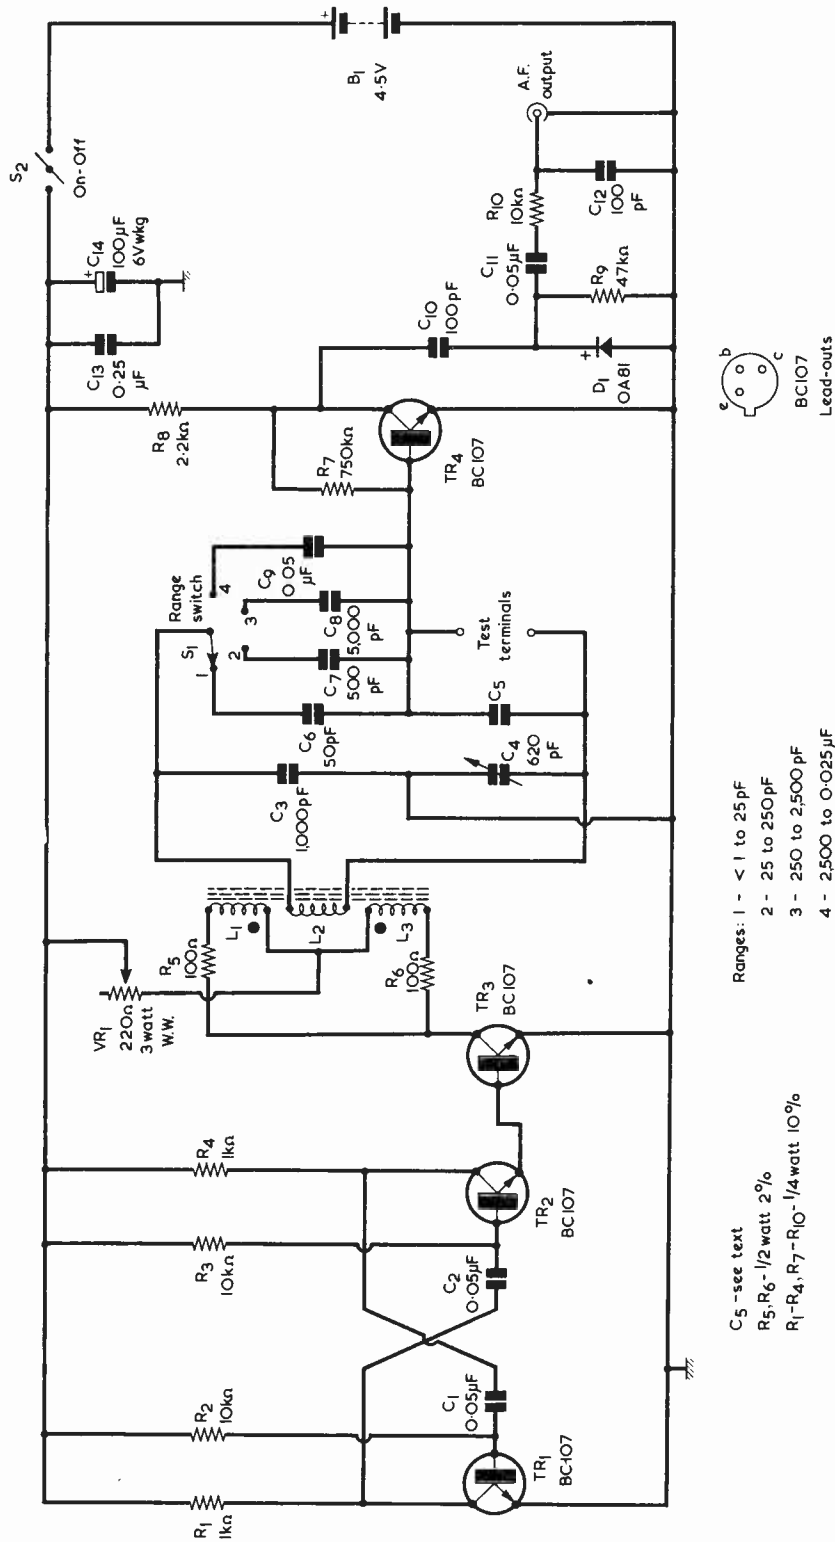 R1
1kΩ
R2
10kΩ
R3
10kΩ
R4
1kΩ
TR1
BC107
C1
0·05µF
C2
0·05µF
TR2
BC107
TR3
BC107
VR1
220Ω
3watt
W.W.
R5
100Ω
R6
100Ω
L1
L2
L3
C3
1,000pF
C4
620
pF
C5
C6
50pF
C7
500
pF
C8
5,000
pF
C9
0·05
µF
Range
switch
S1
1
2
3
4
Test
terminals
R7
750kΩ
R8
2·2kΩ
TR4
BC107
C13
0·25
µF
+
C14
100µF
6Vwkg
C10
100pF
+
D1
OA81
C11
0·05µF
R9
47kΩ
R10
10kΩ
C12
100
pF
A.F.
output
S2
On-Off
+
B1
4·5V
C5-see text
R5,R6-1/2watt 2%
R1-R4, R7-R10-1/4watt 10%
Ranges: 1 - < 1 to 25pF
2 - 25 to 250pF
3 - 250 to 2,500pF
4 - 2,500 to 0·025µF
e
b
c
BC107
Lead-outs